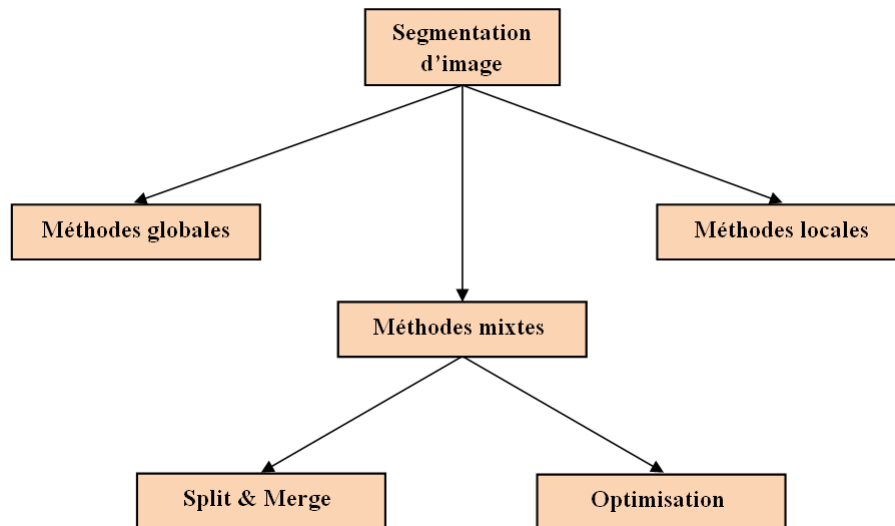 Segmentation
d’image
Méthodes globales
Méthodes locales
Méthodes mixtes
Split & Merge
Optimisation